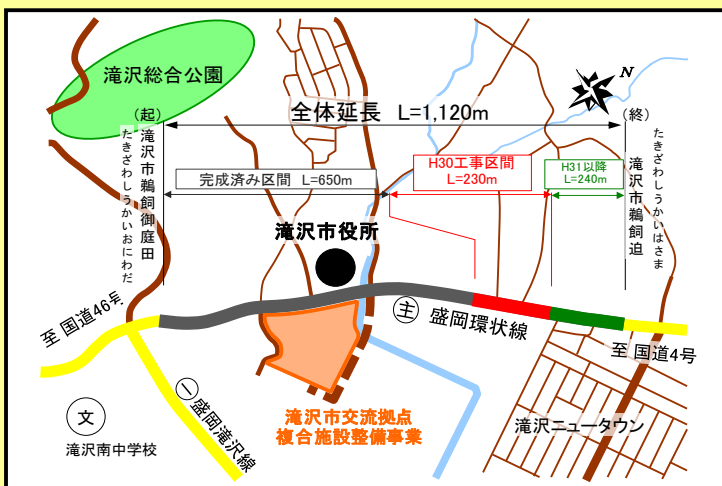 滝沢総合公園
N
(起)
全体延長 L=1,120m
(終)
滝沢市鵜飼御庭田
たきざわしうかいおにわだ
完成済み区間 L=650m
H30工事区間
L=230m
H31以降
L=240m
滝沢市鵜飼迫
たきざわしうかいはさま
滝沢市役所
至 国道46号
主 盛岡環状線
至 国道4号
文
滝沢南中学校
一 盛岡滝沢線
滝沢市交流拠点
複合施設整備事業
滝沢ニュータウン